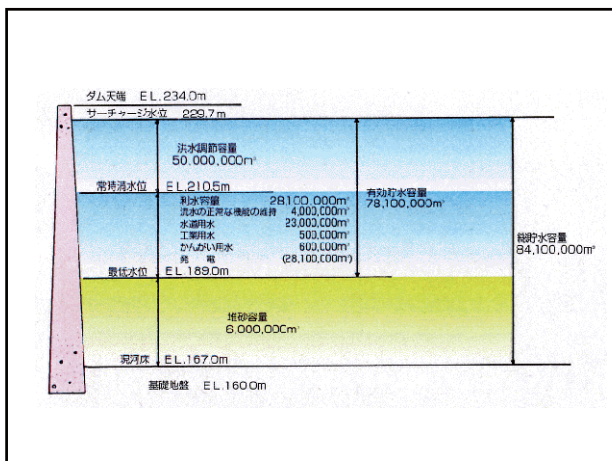 ダム天端 EL.234.0m
サーチャージ水位 229.7m
洪水調節容量
50,000,000m³
常時満水位 EL.210.5m
利水容量 28,100,000m³
流水の正常な機能の維持 4,000,000m³
水道用水 23,000,000m³
工業用水 500,000m³
かんがい用水 600,000m³
発 電 (28,100,000m³)
有効貯水容量
78,100,000m³
総貯水容量
84,100,000m³
最低水位 EL.189.0m
堆砂容量
6,000,000m³
現河床 EL.167.0m
基礎地盤 EL.160.0m